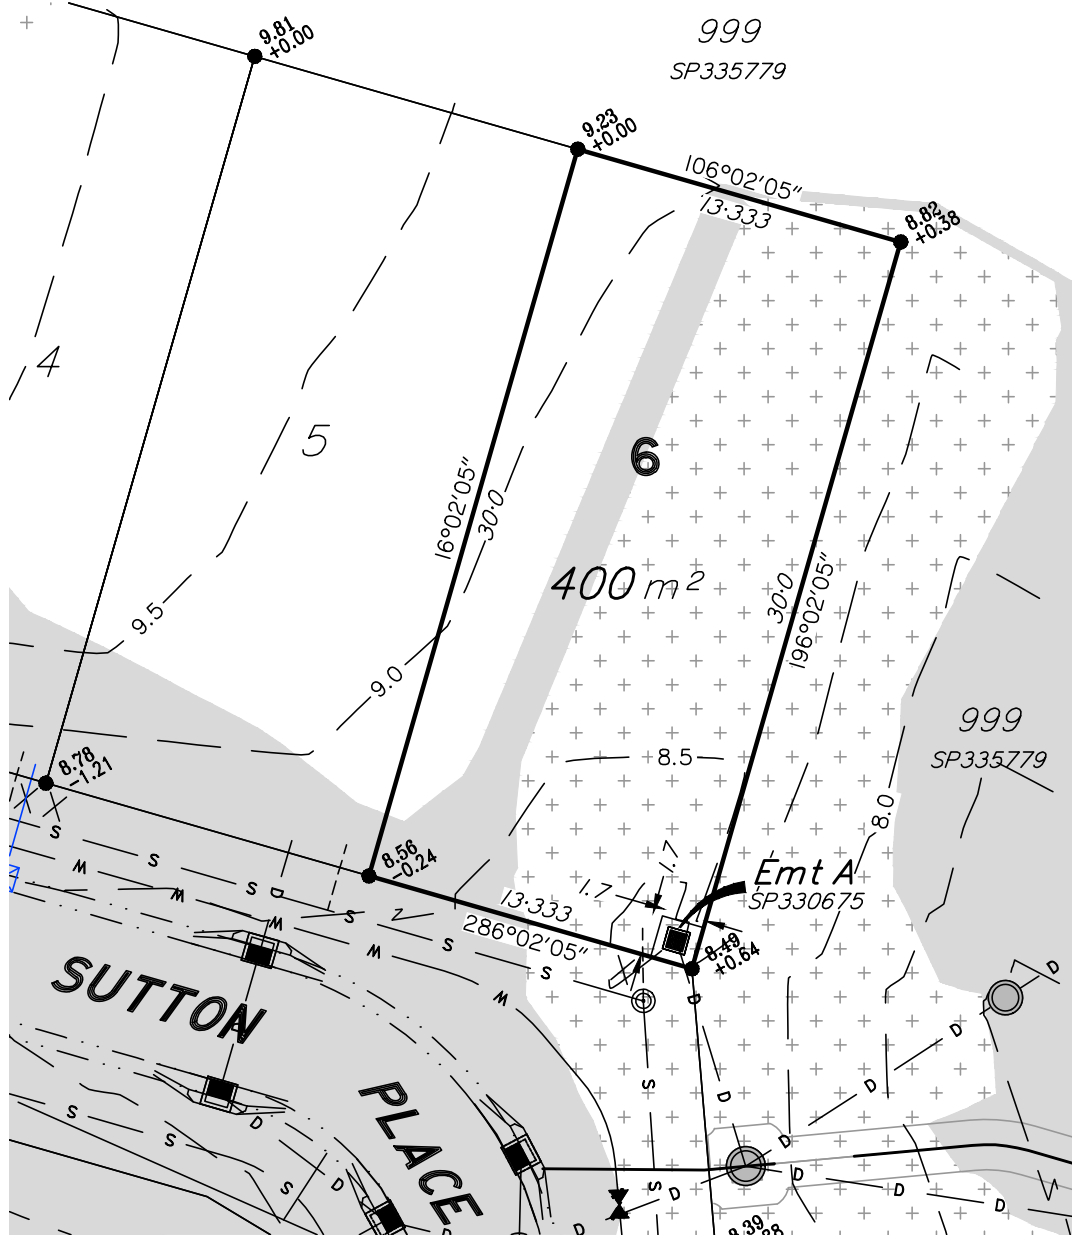 999
SP335779
9.81
+0.00
9.23
+0.00
106°02'05"
13·333
8.82
+0.38
4
5
6
16°02'05"
30·0
400 m²
30·0
196°02'05"
9.5
9.0
8.5
8.0
999
SP335779
8.78
-1.21
8.56
-0.24
1.7
1.7
Emt A
SP330675
13·333
286°02'05"
8.49
+0.64
S
S
S
S
S
S
W
W
W
W
W
D
D
D
D
D
D
D
D
D
D
D
D
D
D
S
S
S
S
S
SUTTON
PLACE
8.39